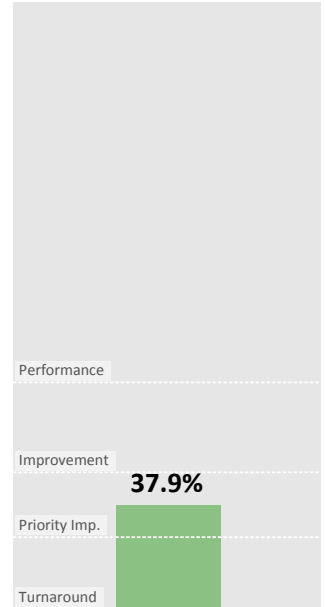 Performance
Improvement
37.9%
Priority Imp.
Turnaround